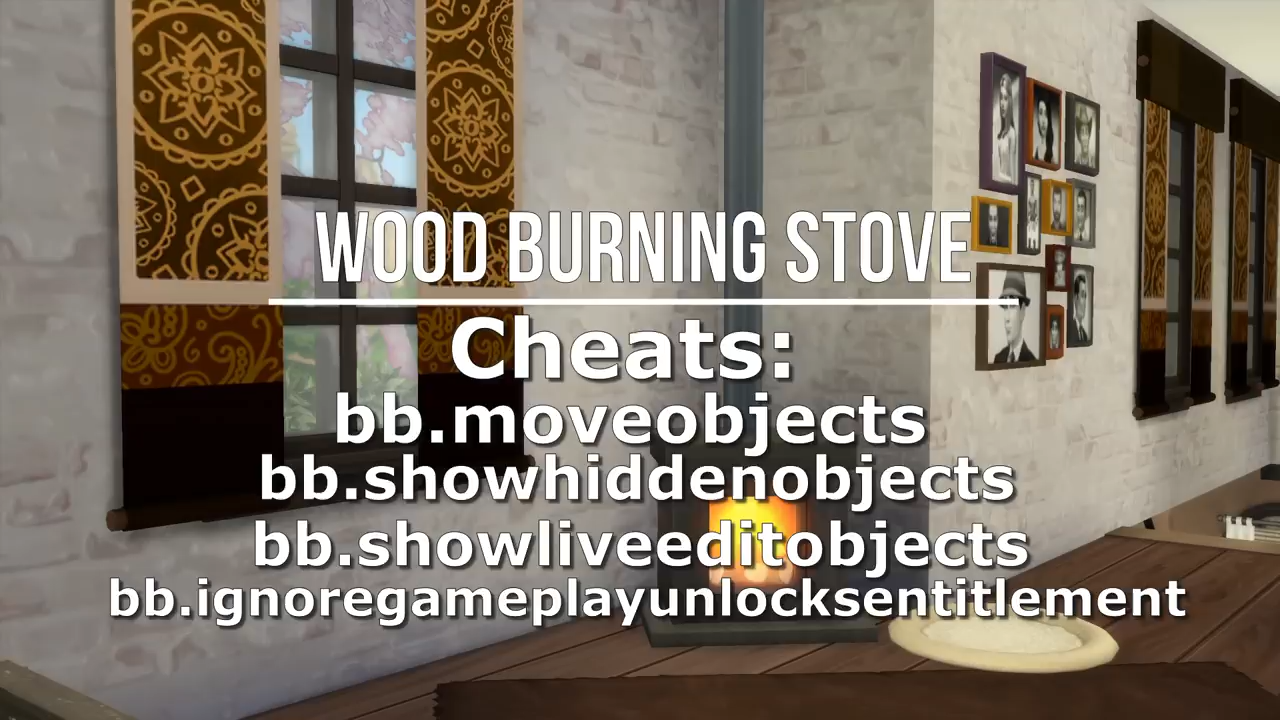 WOOD BURNING STOVE
Cheats:
bb.moveobjects
bb.showhiddenobjects
bb.showliveeditobjects
bb.ignoregameplayunlocksentitlement